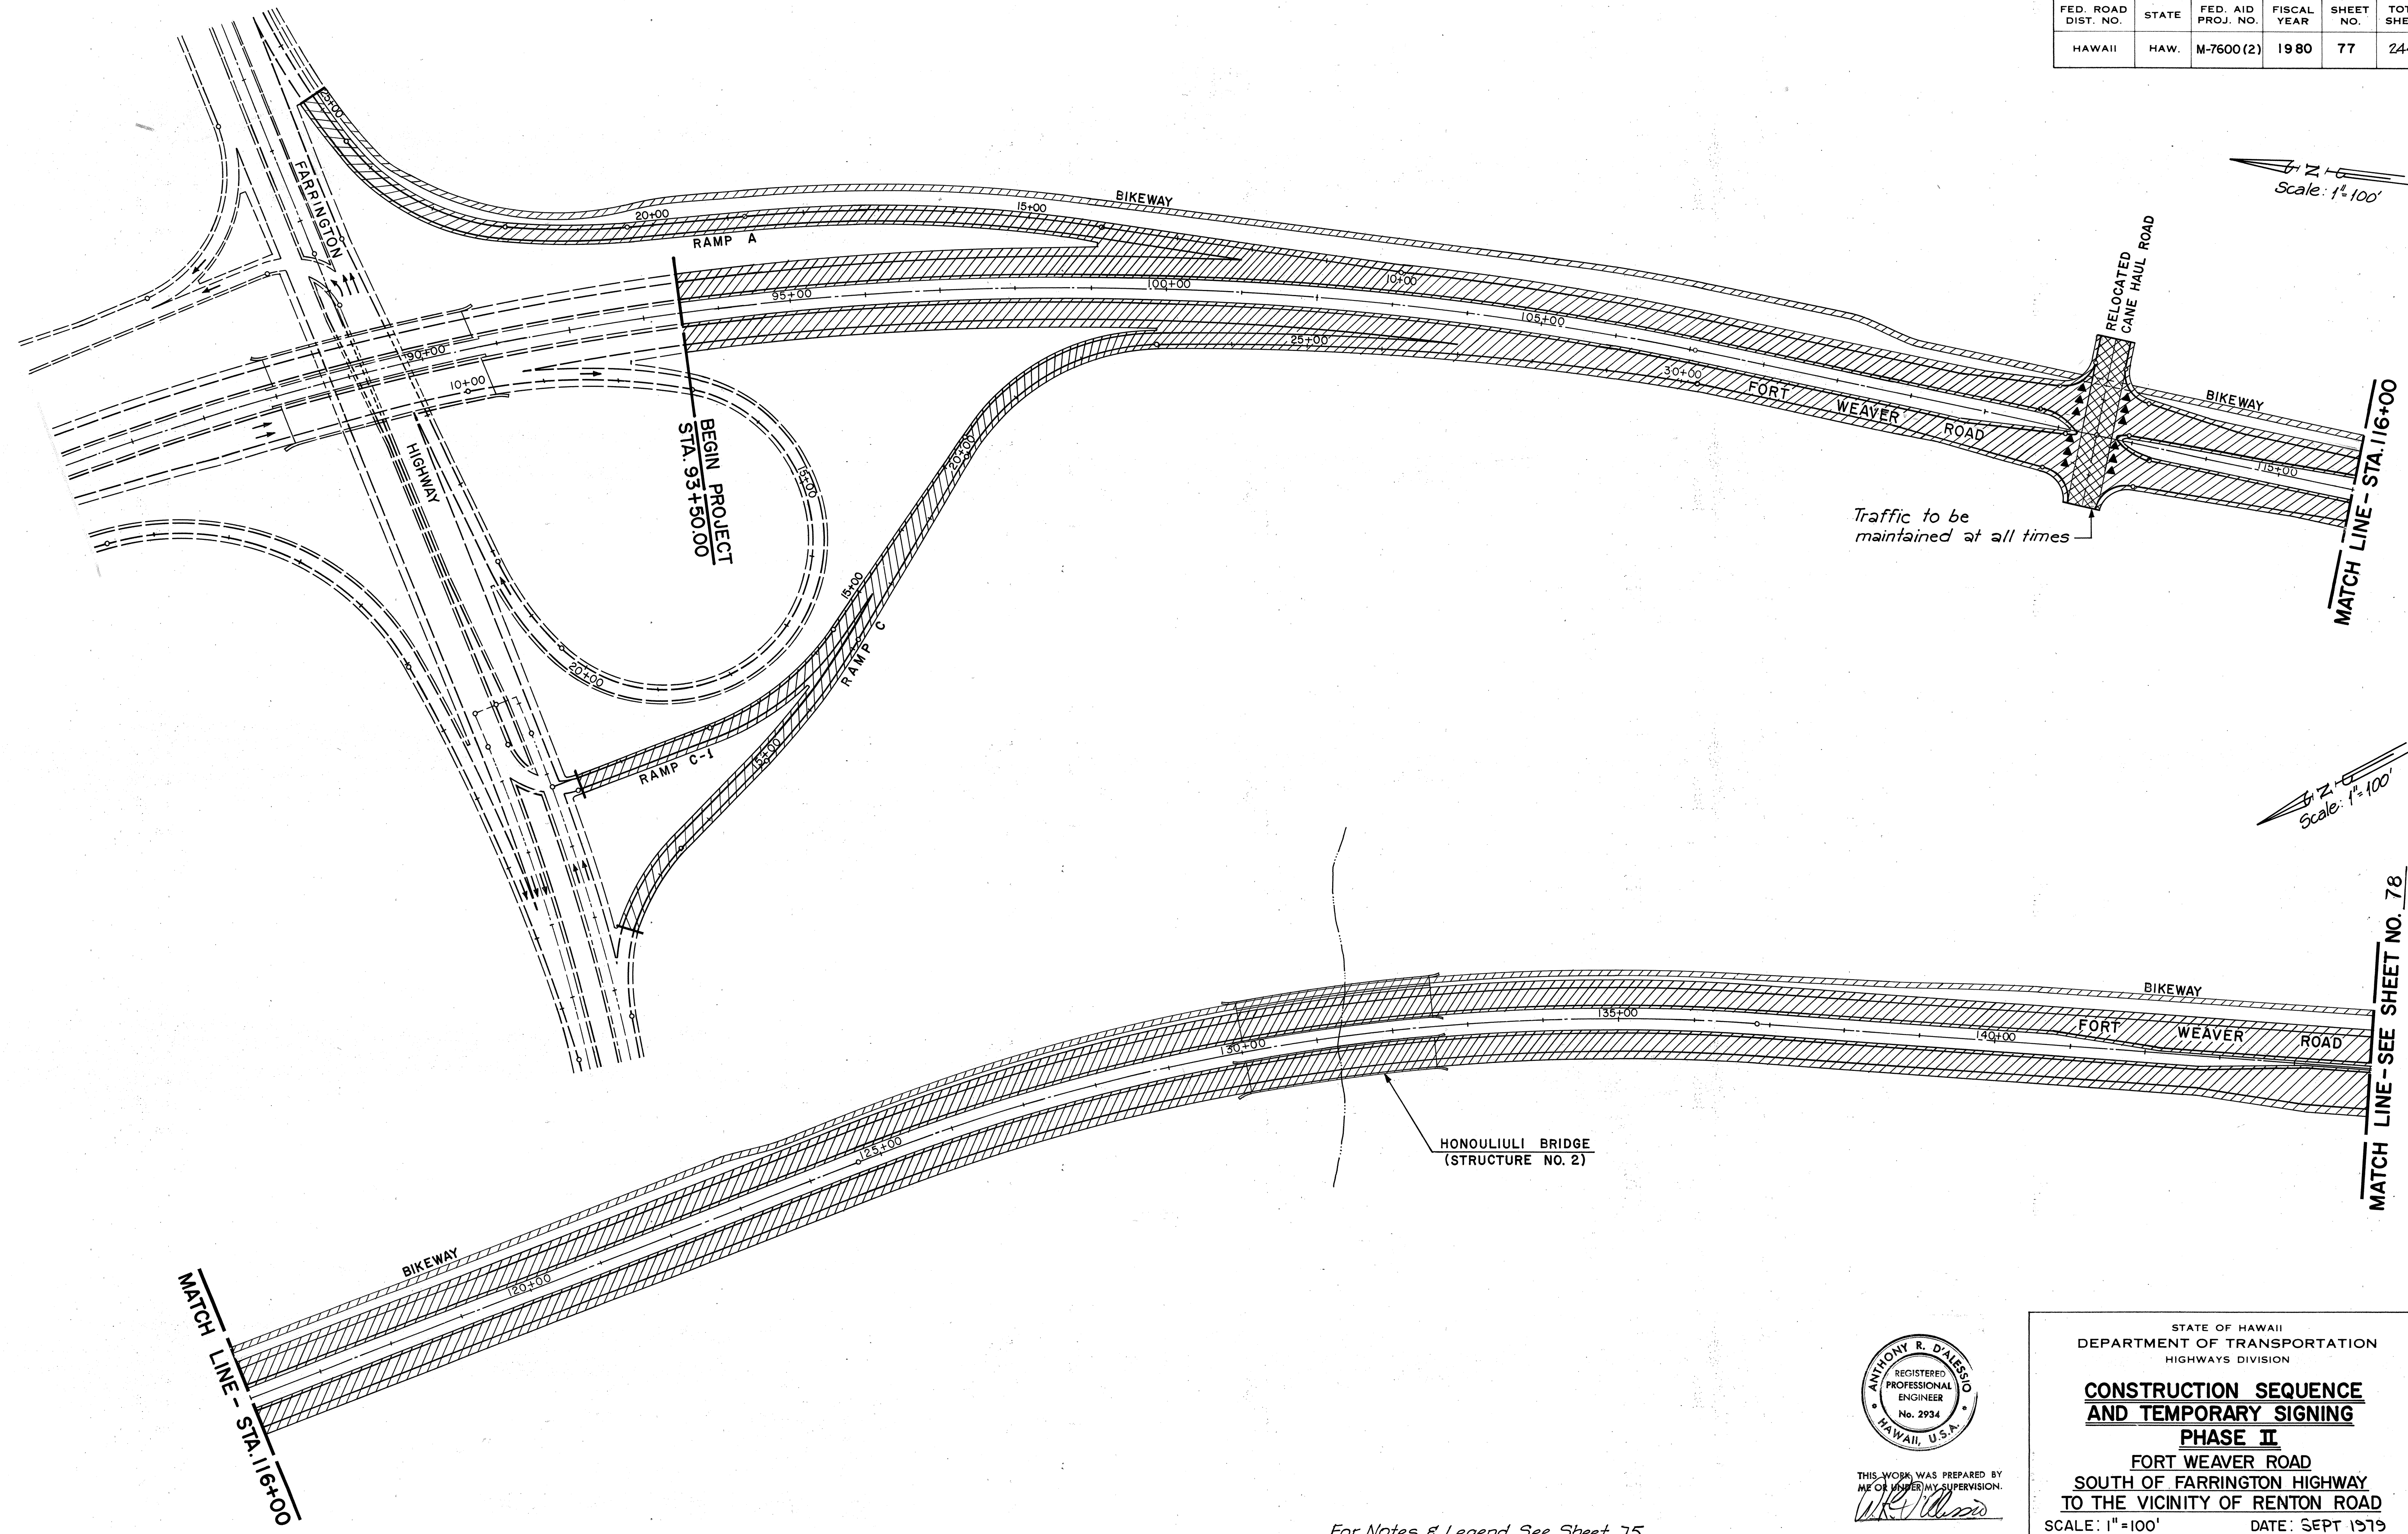 FED. ROAD DIST. NO. STATE FED. AID PROJ. NO. FISCAL YEAR SHEET NO.
HAWAII HAW. M-7600(2) 1980 77
Scale: 1"=100'
FARRINGTON
HIGHWAY
25+00
20+00
15+00
BIKEWAY
RAMP A
90+00
95+00
100+00
10+00
105+00
10+00
25+00
30+00
FORT WEAVER ROAD
RELOCATED
CANE HAUL ROAD
BIKEWAY
115+00
MATCH LINE - STA. 116+00
Traffic to be
maintained at all times
BEGIN PROJECT
STA. 93+50.00
15+00
20+00
20+00
15+00
RAMP C
RAMP C-1
15+00
N
Scale: 1"=100'
MATCH LINE - SEE SHEET NO. 78
BIKEWAY
FORT WEAVER ROAD
140+00
135+00
130+00
125+00
120+00
BIKEWAY
HONOULIULI BRIDGE
(STRUCTURE NO. 2)
MATCH LINE - STA. 116+00
ANTHONY R. D'ALESSIO
REGISTERED
PROFESSIONAL
ENGINEER
No. 2934
HAWAII, U.S.A.
THIS WORK WAS PREPARED BY
ME OR UNDER MY SUPERVISION.
STATE OF HAWAII
DEPARTMENT OF TRANSPORTATION
HIGHWAYS DIVISION
CONSTRUCTION SEQUENCE
AND TEMPORARY SIGNING
PHASE II
FORT WEAVER ROAD
SOUTH OF FARRINGTON HIGHWAY
TO THE VICINITY OF RENTON ROAD
SCALE: 1"=100' DATE: SEPT 1979
For Notes & Legend See Sheet 75